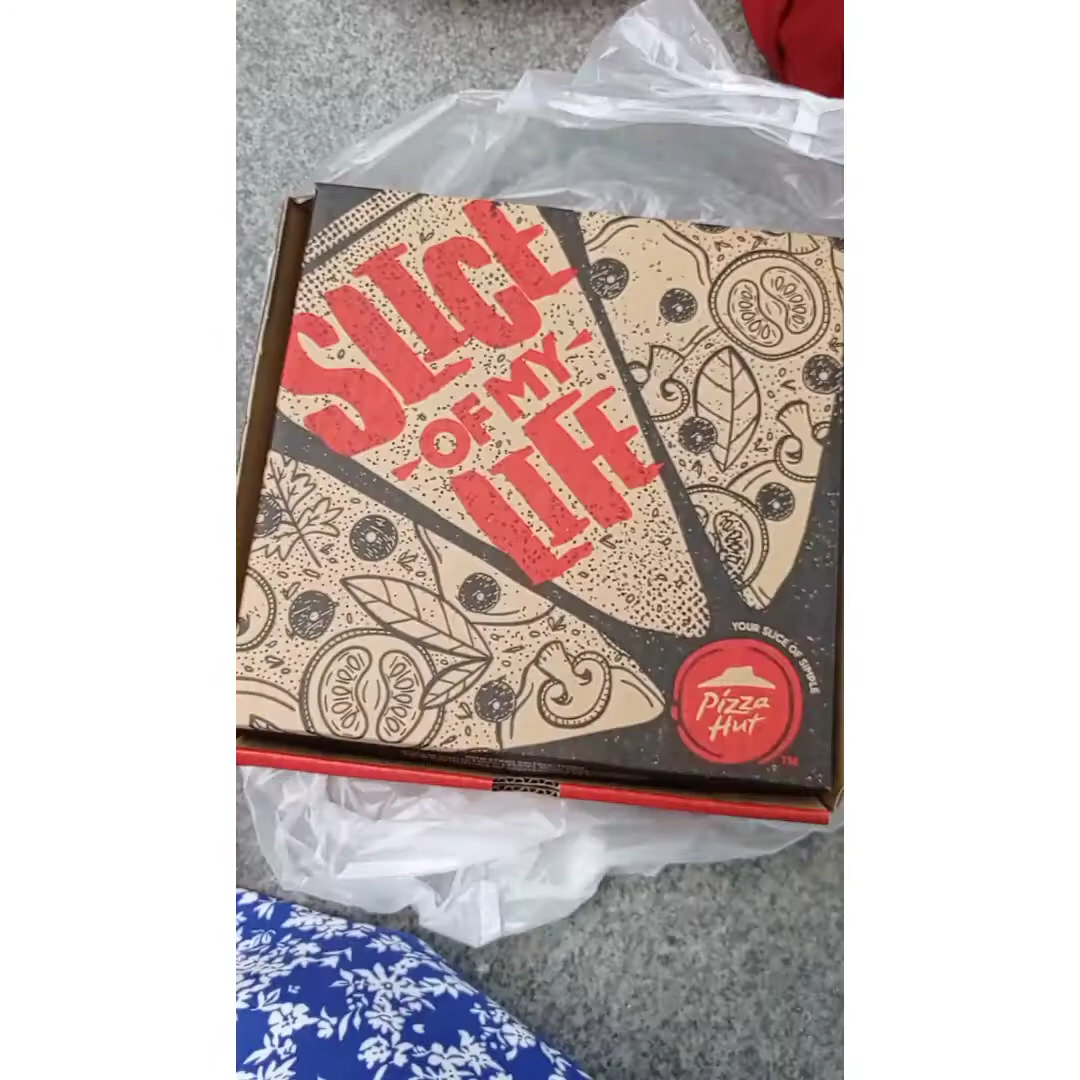 SLICE
OF MY
LIFE
YOUR SLICE OF SIMPLE
Pizza
Hut
TM